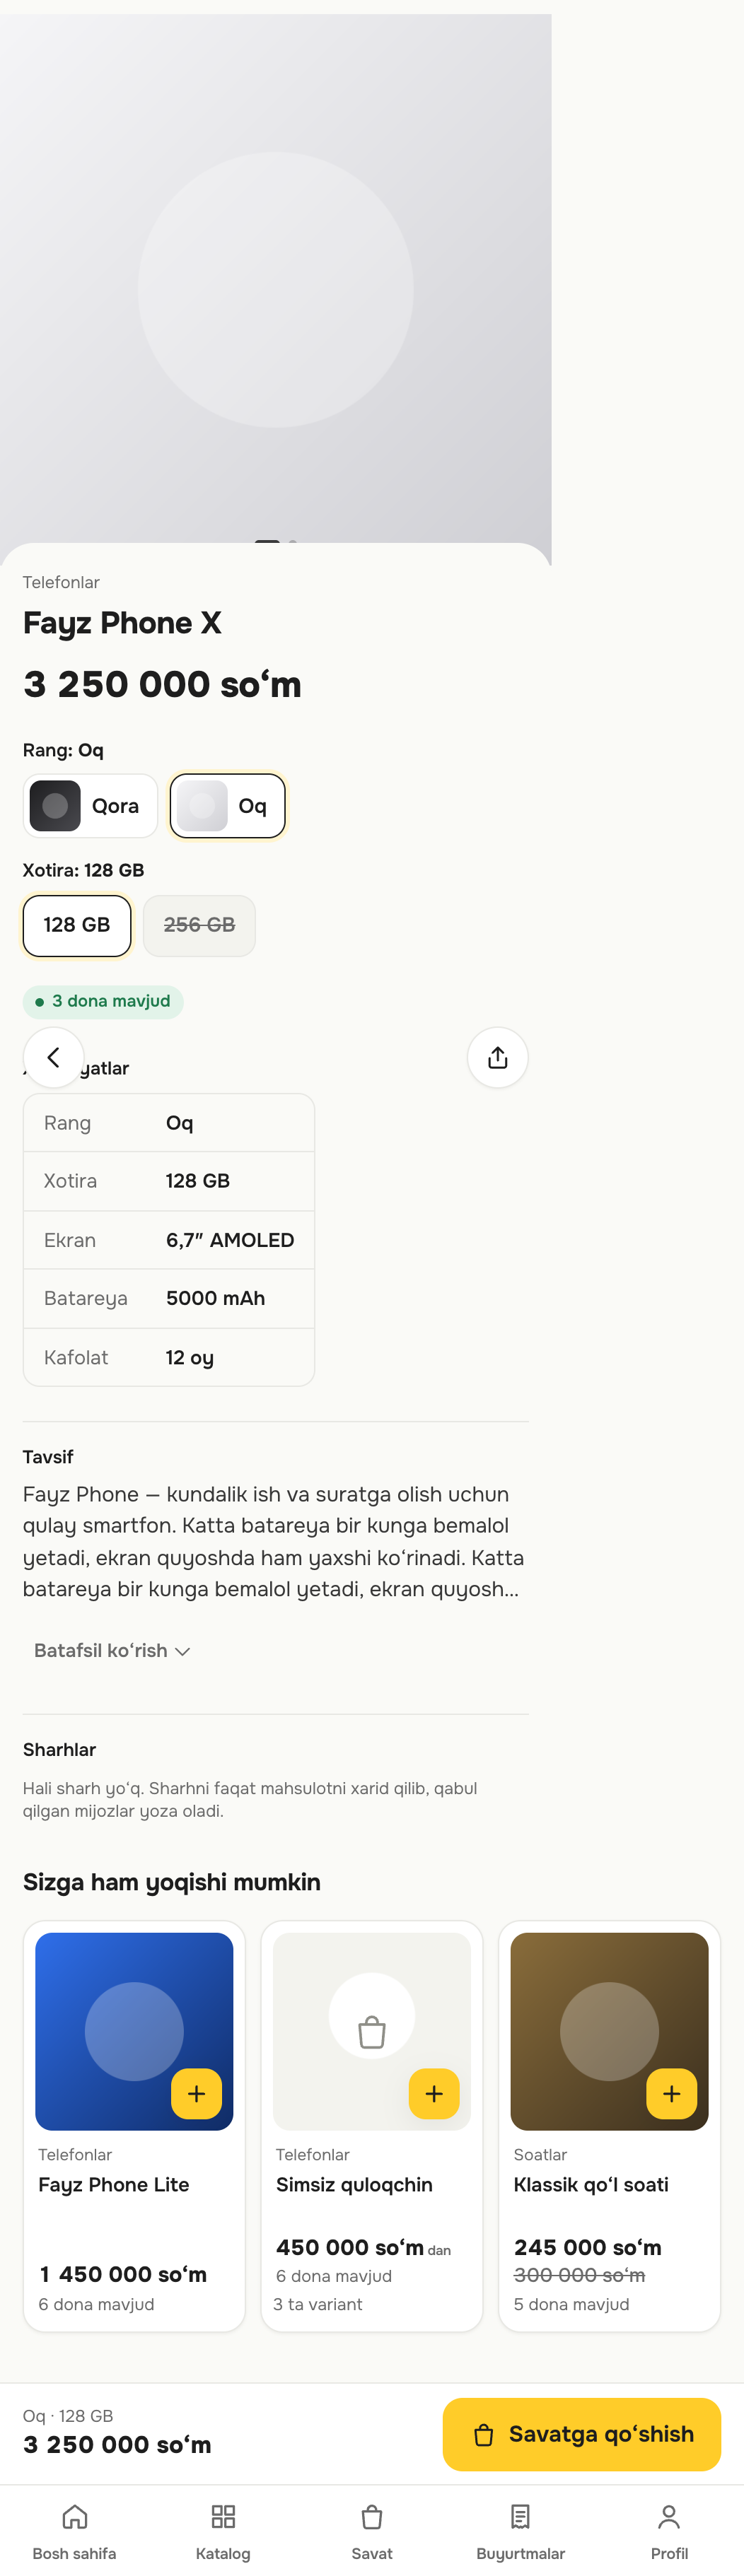 Telefonlar
Fayz Phone X
3 250 000 so‘m
Rang: Oq
Qora
Oq
Xotira: 128 GB
128 GB
256 GB
3 dona mavjud
yatlar
Rang Oq
Xotira 128 GB
Ekran 6,7″ AMOLED
Batareya 5000 mAh
Kafolat 12 oy
Tavsif
Fayz Phone — kundalik ish va suratga olish uchun
qulay smartfon. Katta batareya bir kunga bemalol
yetadi, ekran quyoshda ham yaxshi ko‘rinadi. Katta
batareya bir kunga bemalol yetadi, ekran quyosh...
Batafsil ko‘rish
Sharhlar
Hali sharh yo‘q. Sharhni faqat mahsulotni xarid qilib, qabul
qilgan mijozlar yoza oladi.
Sizga ham yoqishi mumkin
Telefonlar
Fayz Phone Lite
1 450 000 so‘m
6 dona mavjud
Telefonlar
Simsiz quloqchin
450 000 so‘m dan
6 dona mavjud
3 ta variant
Soatlar
Klassik qo‘l soati
245 000 so‘m
300 000 so‘m
5 dona mavjud
Oq · 128 GB
3 250 000 so‘m
Savatga qo‘shish
Bosh sahifa
Katalog
Savat
Buyurtmalar
Profil